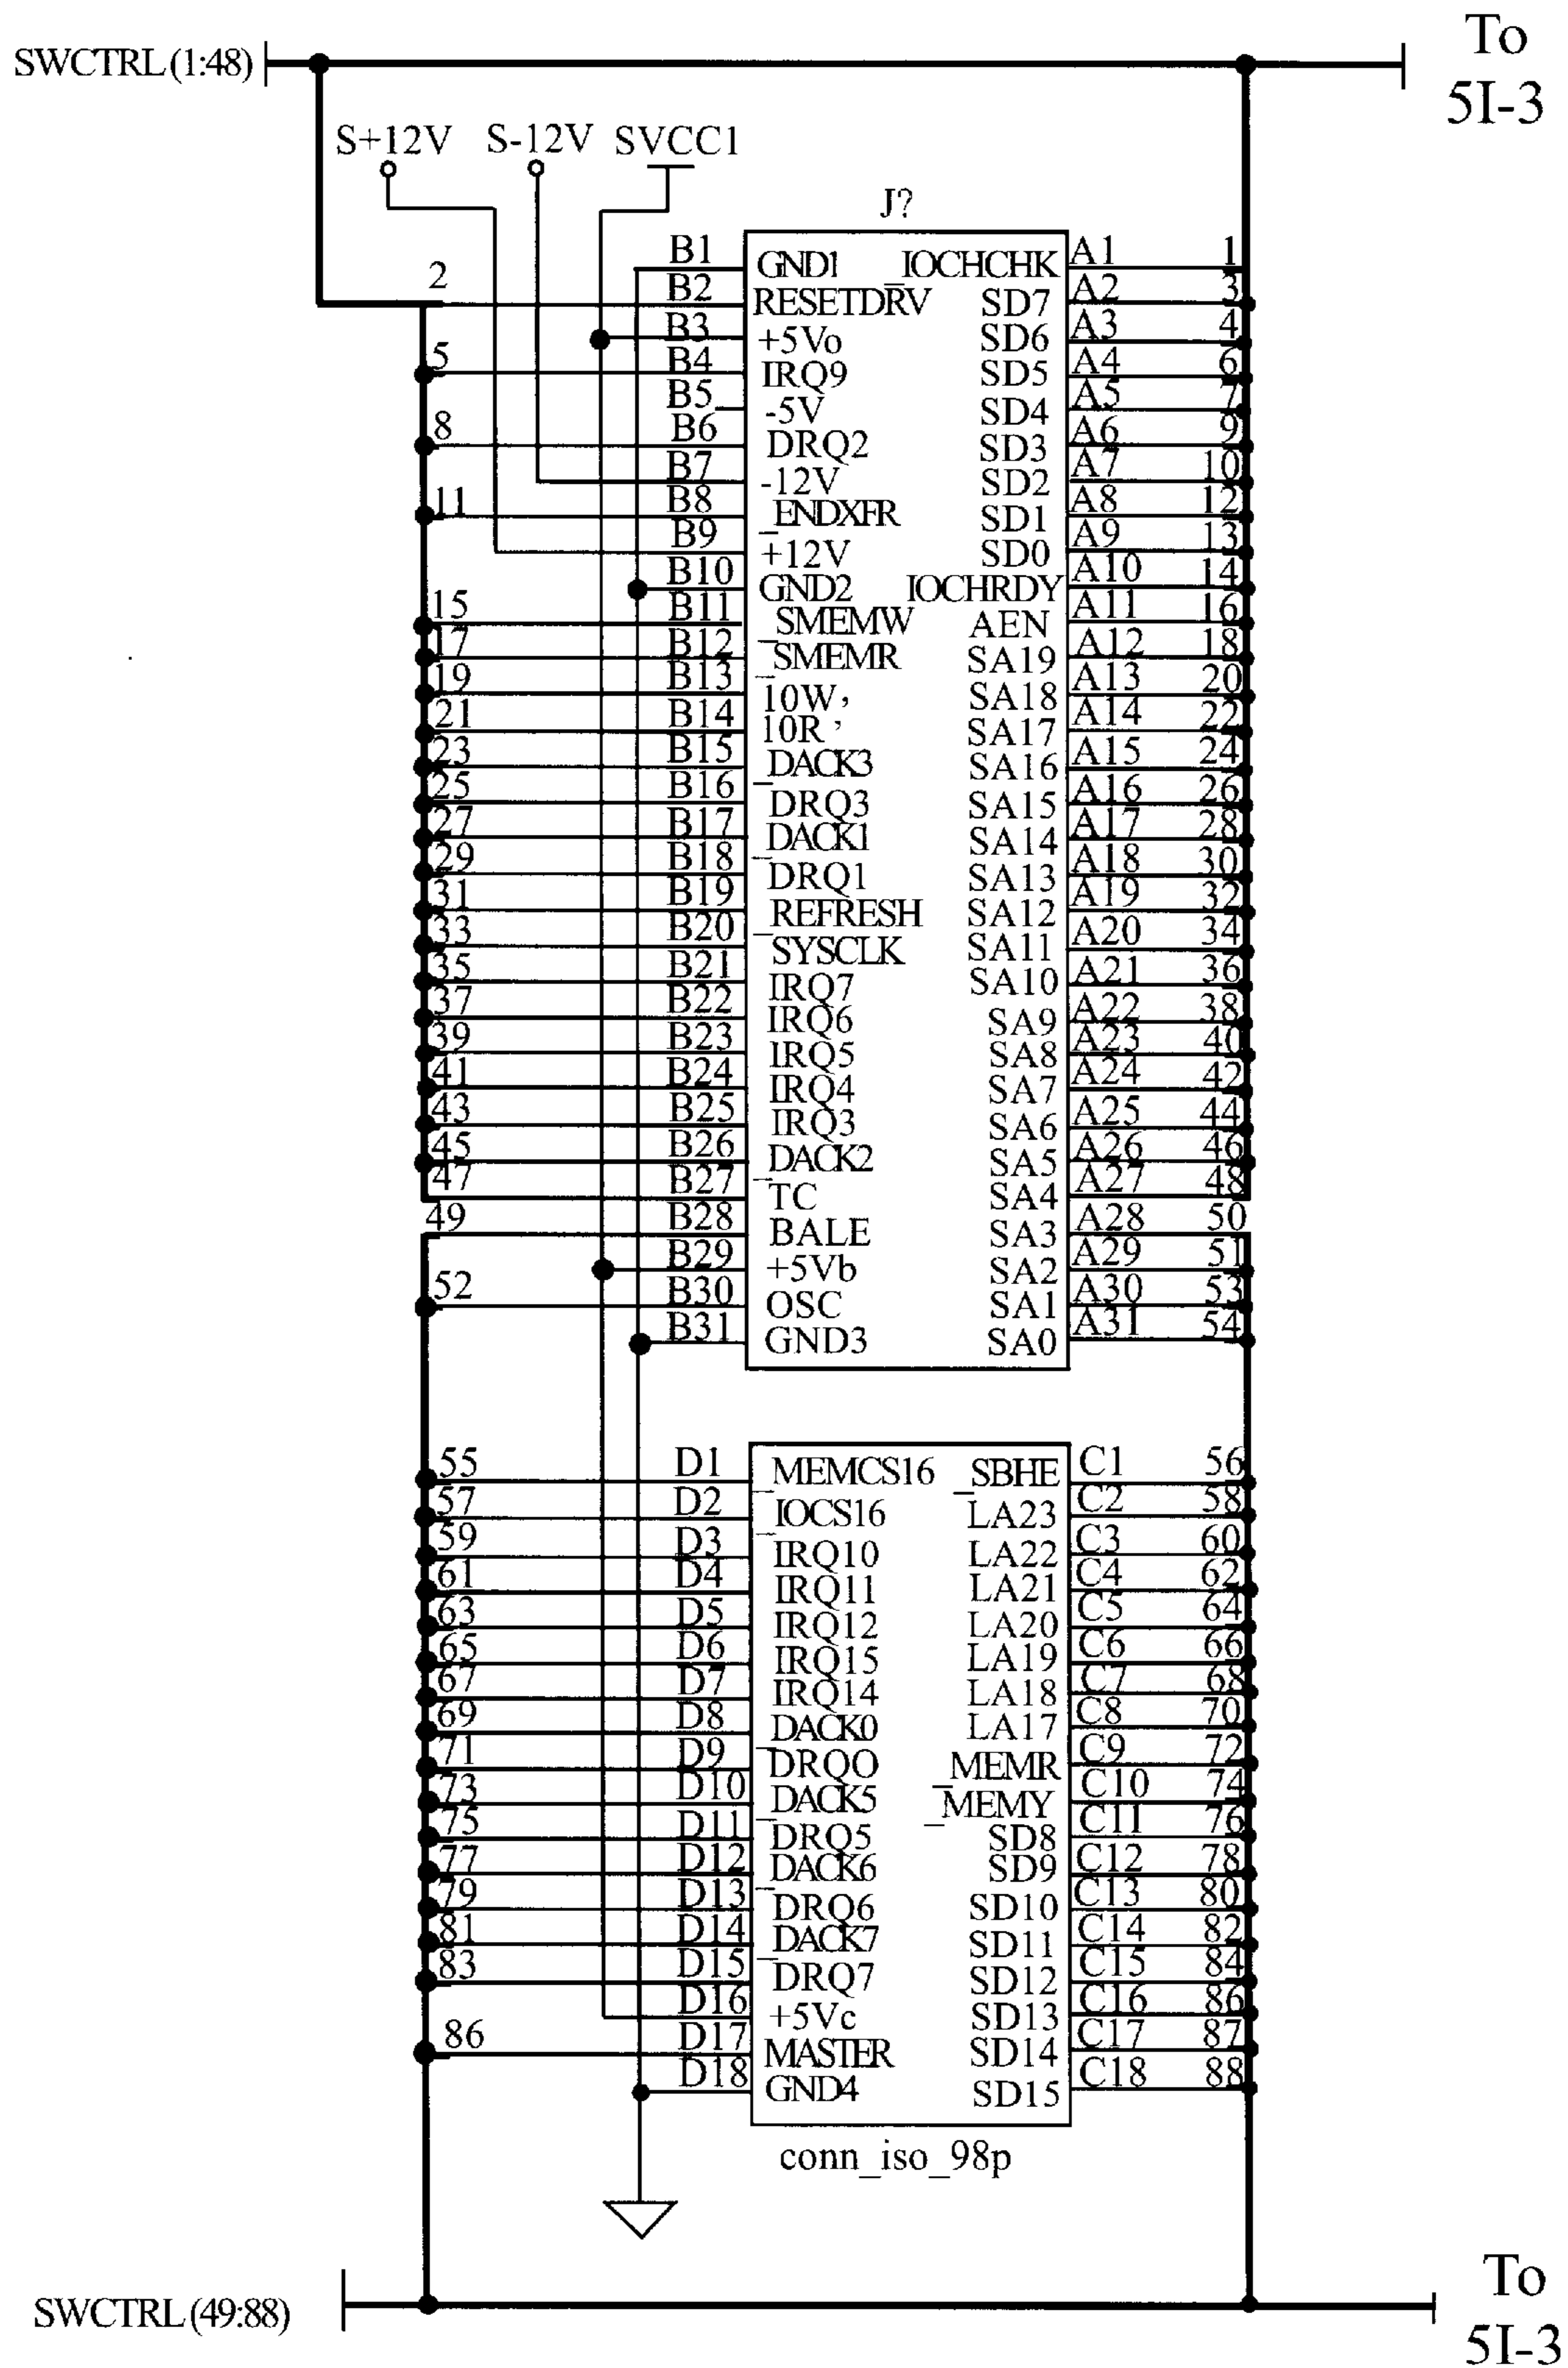 SWCTRL(1:48) To
5I-3
S+12V S-12V SVCC1
J?
B1 GND1 IOCHCHK A1 1
2 B2 RESETDRV SD7 A2 3
B3 +5Vo SD6 A3 4
5 B4 IRQ9 SD5 A4 6
B5 -5V SD4 A5 7
8 B6 DRQ2 SD3 A6 9
B7 -12V SD2 A7 10
11 B8 _ENDXFR SD1 A8 12
B9 +12V SD0 A9 13
B10 GND2 IOCHRDY A10 14
15 B11 _SMEMW AEN A11 16
17 B12 _SMEMR SA19 A12 18
19 B13 10W, SA18 A13 20
21 B14 10R , SA17 A14 22
23 B15 DACK3 SA16 A15 24
25 B16 DRQ3 SA15 A16 26
27 B17 DACK1 SA14 A17 28
29 B18 DRQ1 SA13 A18 30
31 B19 REFRESH SA12 A19 32
33 B20 SYSCLK SA11 A20 34
35 B21 IRQ7 SA10 A21 36
37 B22 IRQ6 SA9 A22 38
39 B23 IRQ5 SA8 A23 40
41 B24 IRQ4 SA7 A24 42
43 B25 IRQ3 SA6 A25 44
45 B26 DACK2 SA5 A26 46
47 B27 TC SA4 A27 48
49 B28 BALE SA3 A28 50
B29 +5Vb SA2 A29 51
52 B30 OSC SA1 A30 53
B31 GND3 SA0 A31 54
55 D1 MEMCS16 _SBHE C1 56
57 D2 IOCS16 LA23 C2 58
59 D3 IRQ10 LA22 C3 60
61 D4 IRQ11 LA21 C4 62
63 D5 IRQ12 LA20 C5 64
65 D6 IRQ15 LA19 C6 66
67 D7 IRQ14 LA18 C7 68
69 D8 DACK0 LA17 C8 70
71 D9 DRQO _MEMR C9 72
73 D10 DACK5 _MEMY C10 74
75 D11 DRQ5 SD8 C11 76
77 D12 DACK6 SD9 C12 78
79 D13 DRQ6 SD10 C13 80
81 D14 DACK7 SD11 C14 82
83 D15 DRQ7 SD12 C15 84
D16 +5Vc SD13 C16 86
86 D17 MASTER SD14 C17 87
D18 GND4 SD15 C18 88
conn_iso_98p
SWCTRL(49:88) To
5I-3